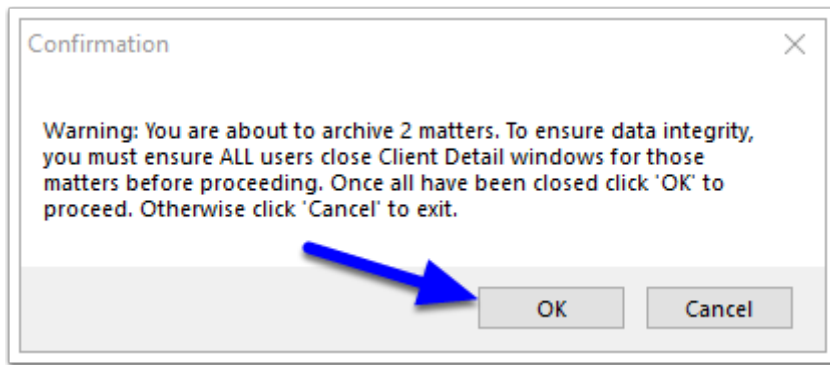 Confirmation
Warning: You are about to archive 2 matters. To ensure data integrity,
you must ensure ALL users close Client Detail windows for those
matters before proceeding. Once all have been closed click 'OK' to
proceed. Otherwise click 'Cancel' to exit.
OK
Cancel